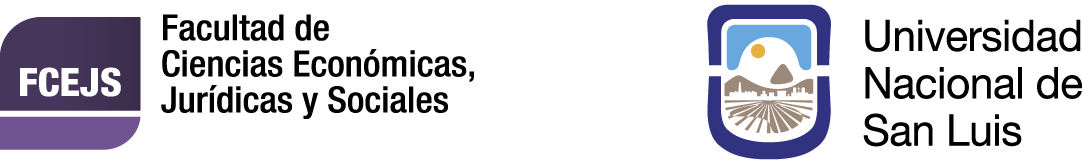 FCEJS
Facultad de
Ciencias Económicas,
Jurídicas y Sociales
Universidad
Nacional de
San Luis